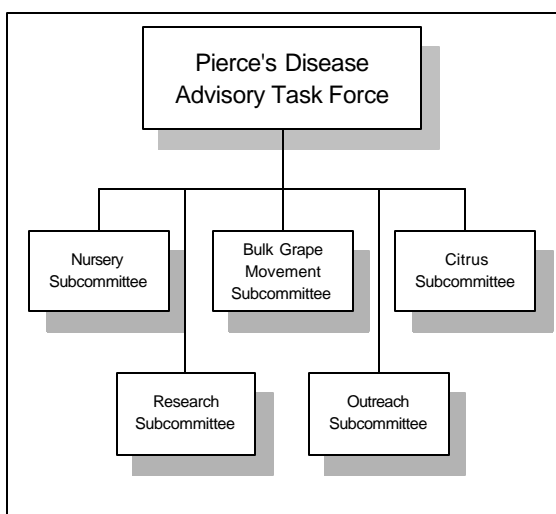 Pierce's Disease
Advisory Task Force
Nursery
Subcommittee
Bulk Grape
Movement
Subcommittee
Citrus
Subcommittee
Research
Subcommittee
Outreach
Subcommittee